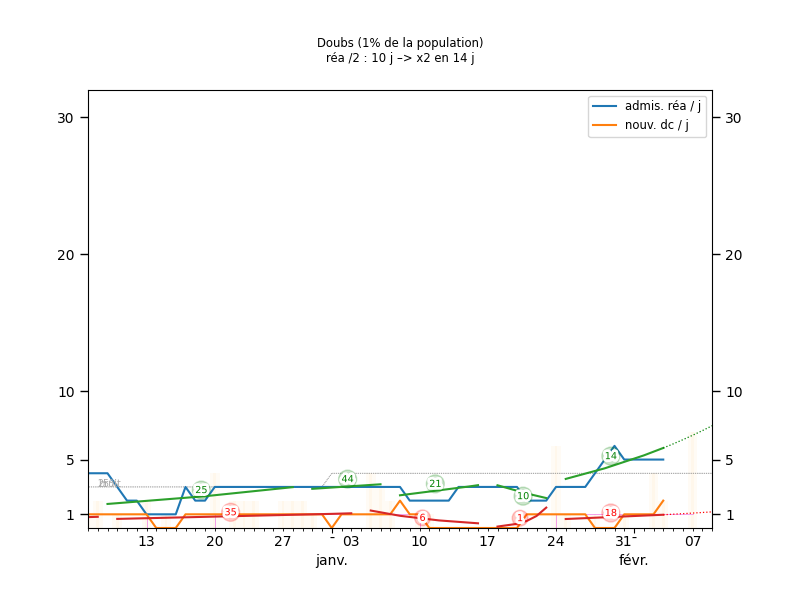 Doubs (1% de la population)
réa /2 : 10 j –> x2 en 14 j
admis. réa / j
nouv. dc / j
30 30
20 20
10 10
5 5
1 1
25 44 21 10 14
35 6 1 18
13 20 27 - 03 10 17 24 31- 07
janv. févr.